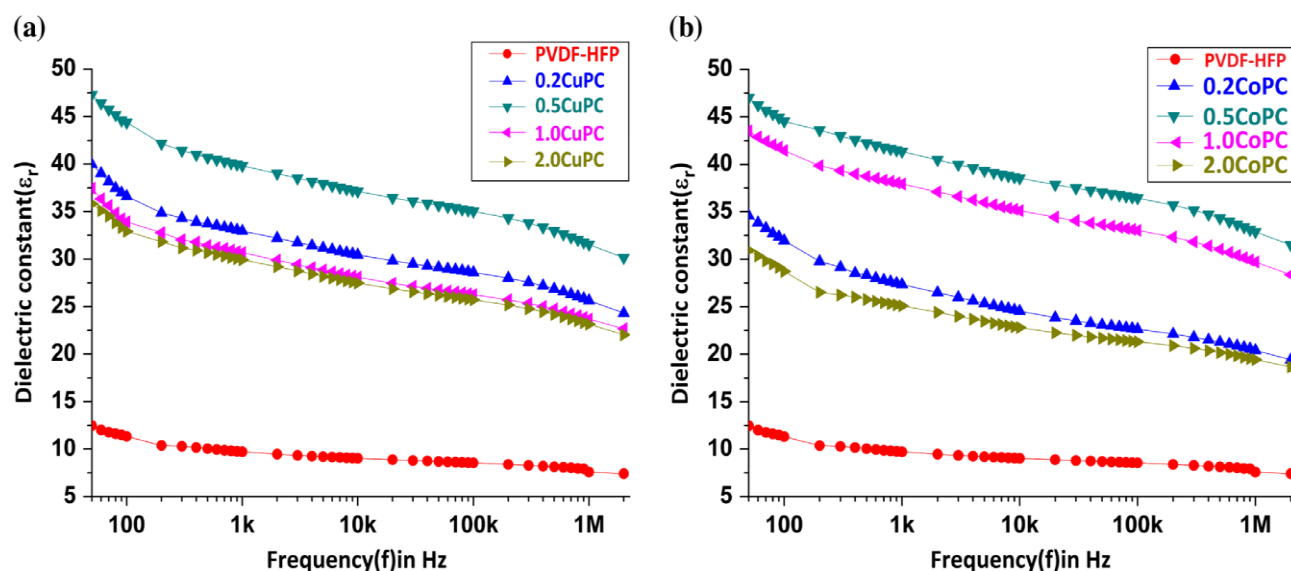 (a)
PVDF-HFP
0.2CuPC
0.5CuPC
1.0CuPC
2.0CuPC
50
45
40
35
30
25
20
15
10
5
Dielectric constant(εr)
100
1k
10k
100k
1M
Frequency(f)in Hz
(b)
PVDF-HFP
0.2CoPC
0.5CoPC
1.0CoPC
2.0CoPC
50
45
40
35
30
25
20
15
10
5
Dielectric constant(εr)
100
1k
10k
100k
1M
Frequency(f)in Hz